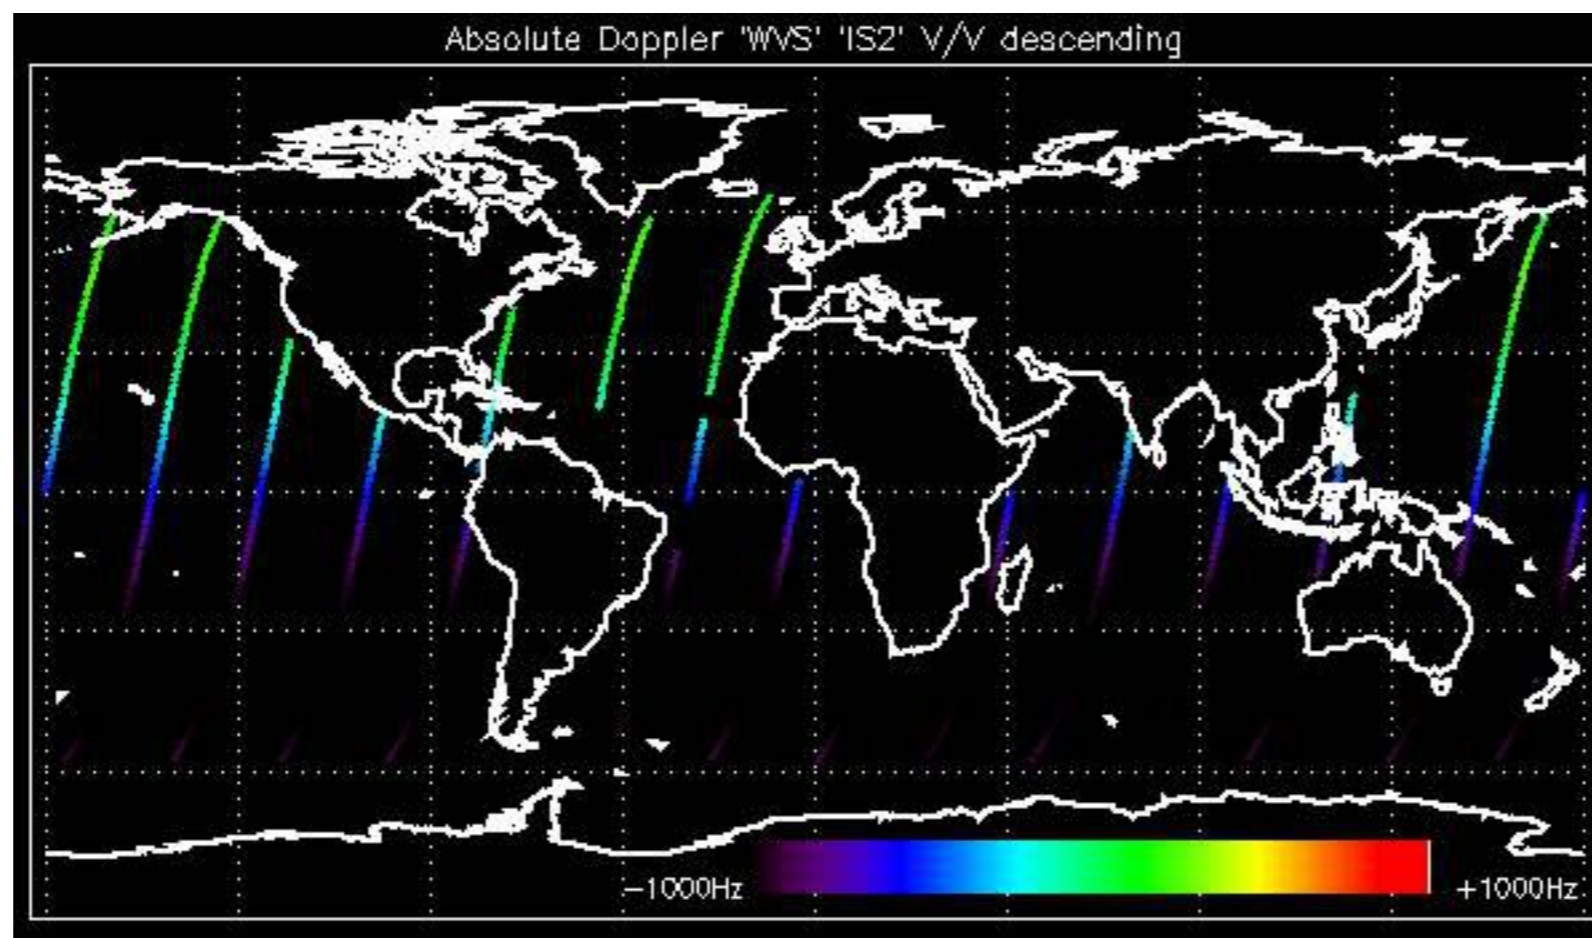 Absolute Doppler 'WVS' 'IS2' V/V descending
−1000Hz +1000Hz